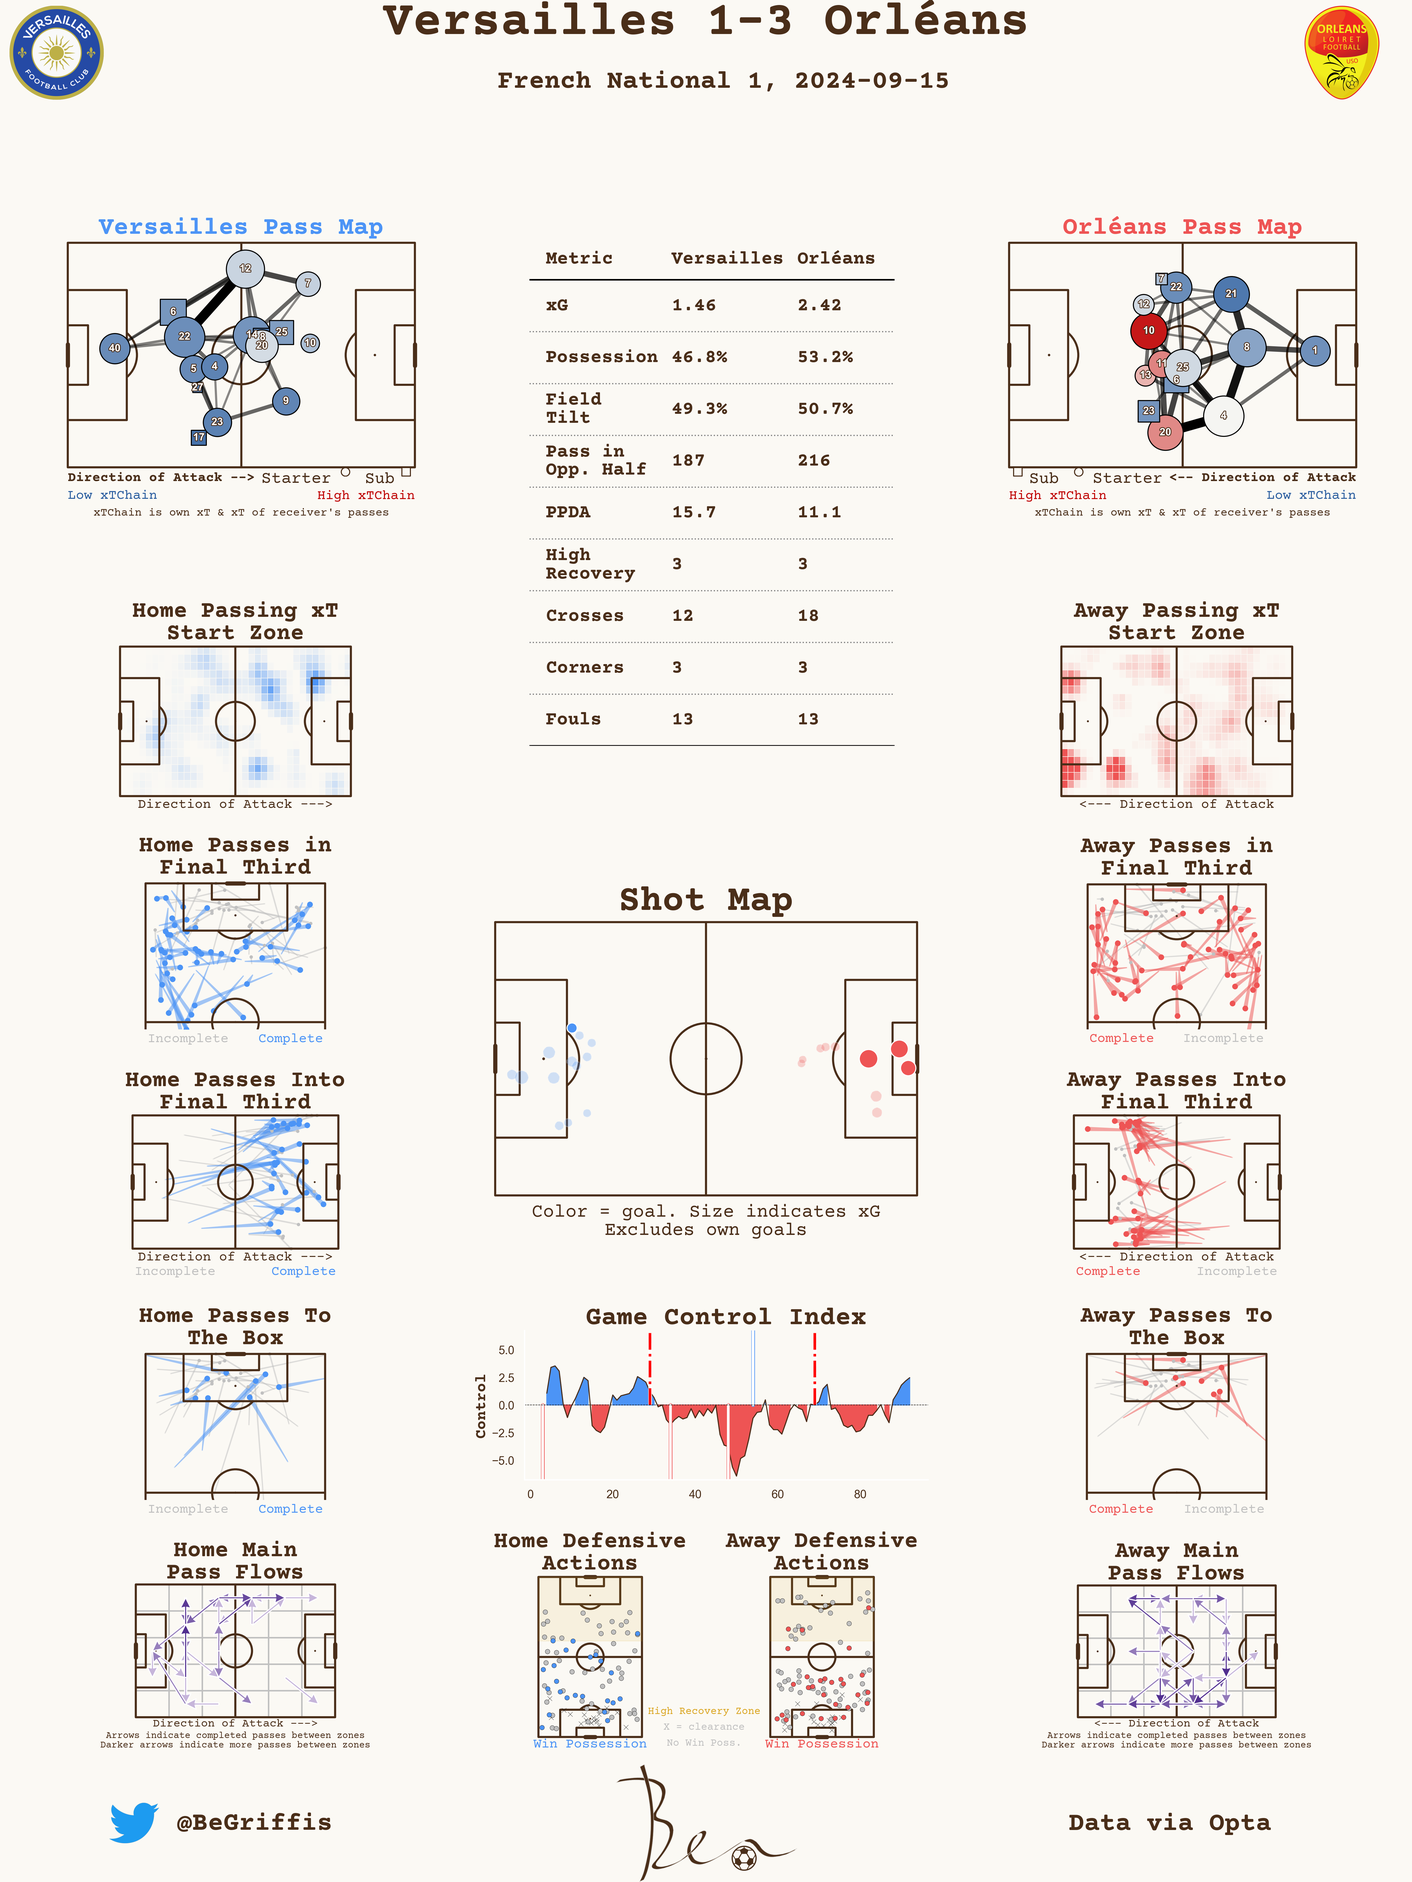 Versailles 1-3 Orléans
French National 1, 2024-09-15
VERSAILLES
FOOTBALL CLUB
ORLEANS
LOIRET
FOOTBALL
USO
Versailles Pass Map
12
7
6
22
14
8
25
20
10
40
5
4
27
9
23
17
Direction of Attack --> Starter Sub
Low xTChain High xTChain
xTChain is own xT & xT of receiver's passes
Metric Versailles Orléans
xG 1.46 2.42
Possession 46.8% 53.2%
Field
Tilt 49.3% 50.7%
Pass in
Opp. Half 187 216
PPDA 15.7 11.1
High
Recovery 3 3
Crosses 12 18
Corners 3 3
Fouls 13 13
Orléans Pass Map
7
22
21
12
10
8
1
11
25
13
6
23
4
20
Sub Starter <-- Direction of Attack
High xTChain Low xTChain
xTChain is own xT & xT of receiver's passes
Home Passing xT
Start Zone
Direction of Attack --->
Away Passing xT
Start Zone
<--- Direction of Attack
Home Passes in
Final Third
Incomplete Complete
Away Passes in
Final Third
Complete Incomplete
Shot Map
Color = goal. Size indicates xG
Excludes own goals
Home Passes Into
Final Third
Direction of Attack --->
Incomplete Complete
Away Passes Into
Final Third
<--- Direction of Attack
Complete Incomplete
Home Passes To
The Box
Incomplete Complete
Game Control Index
Control
5.0
2.5
0.0
−2.5
−5.0
0 20 40 60 80
Away Passes To
The Box
Complete Incomplete
Home Main
Pass Flows
Direction of Attack --->
Arrows indicate completed passes between zones
Darker arrows indicate more passes between zones
Home Defensive
Actions
Win Possession
High Recovery Zone
X = clearance
No Win Poss.
Away Defensive
Actions
Win Possession
Away Main
Pass Flows
<--- Direction of Attack
Arrows indicate completed passes between zones
Darker arrows indicate more passes between zones
@BeGriffis
Ben
Data via Opta